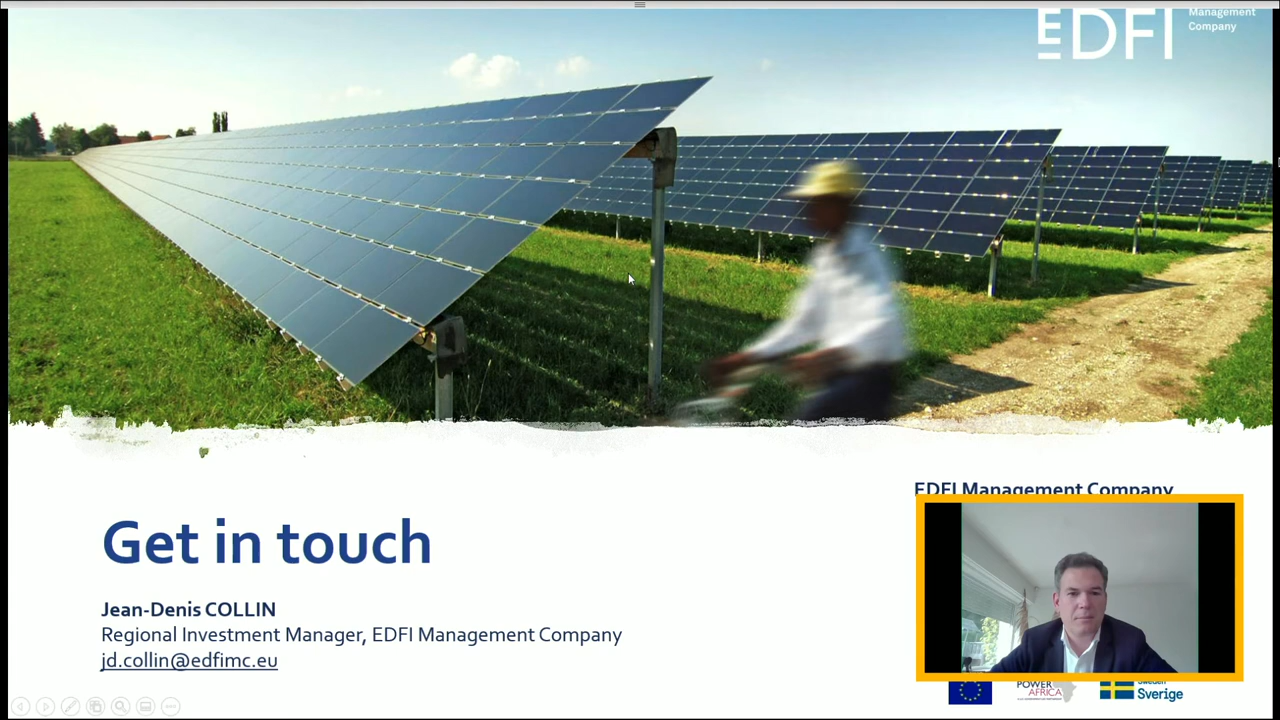 EDFI
Management
Company
EDFI Management Company
Get in touch
Jean-Denis COLLIN
Regional Investment Manager, EDFI Management Company
jd.collin@edfimc.eu
POWER
AFRICA
Sweden
Sverige